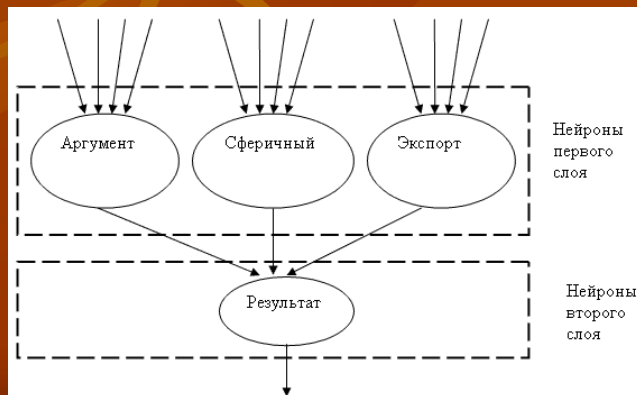 Аргумент
Сферичный
Экспорт
Нейроны
первого
слоя
Результат
Нейроны
второго
слоя